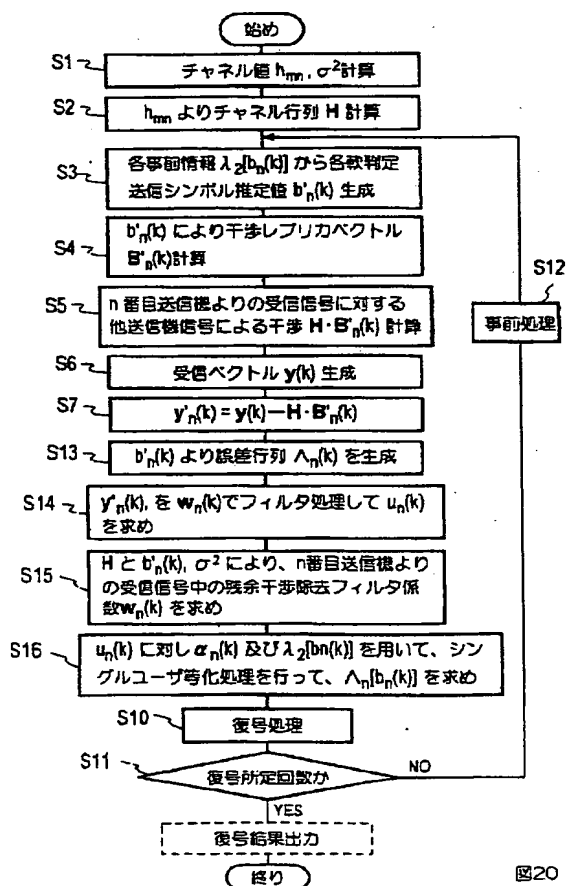 始め
S1
チャネル値 hmn , σ² 計算
S2
hmn よりチャネル行列 H 計算
S3
各事前情報 λ₂[bn(k)] から各軟判定
送信シンボル推定値 b'n(k) 生成
S4
b'n(k) により干渉レプリカベクトル
B'n(k)計算
S5
n 番目送信機よりの受信信号に対する
他送信機信号による干渉 H・B'n(k) 計算
S12
事前処理
S6
受信ベクトル y(k) 生成
S7
y'n(k) = y(k) — H・B'n(k)
S13
b'n(k) より誤差行列 Λn(k) を生成
S14
y'n(k), を wn(k)でフィルタ処理して un(k)
を求め
S15
H と b'n(k), σ² により、n番目送信機より
の受信信号中の残余干渉除去フィルタ係
数wn(k) を求め
S16
un(k) に対し αn(k) 及びλ₂[bn(k)] を用いて、シン
グルユーザ等化処理を行って、Λn[bn(k)] を求め
S10
復号処理
S11
復号所定回数か
NO
YES
復号結果出力
終り
図20